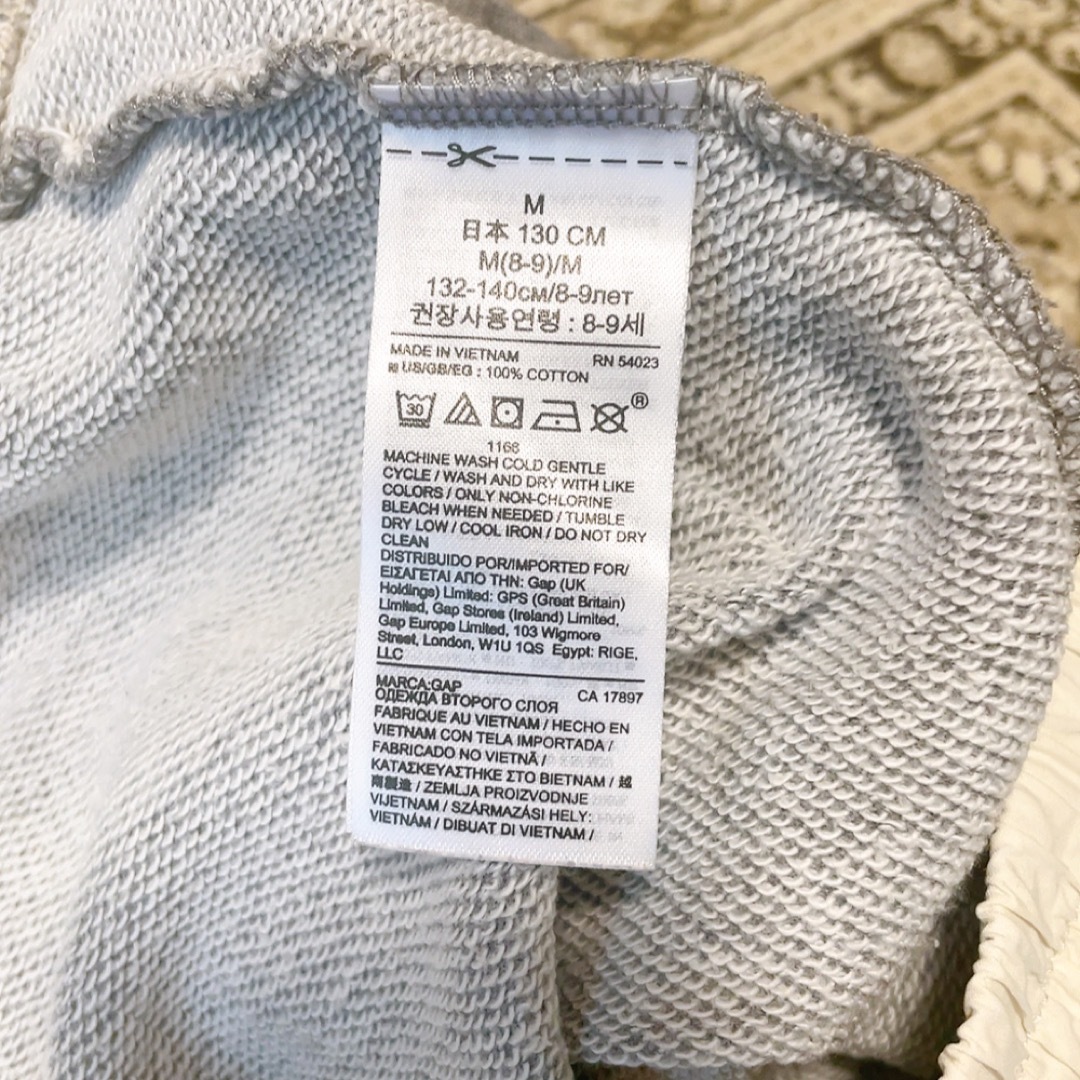 M
日本 130 CM
M(8-9)/M
132-140см/8-9лет
권장사용연령 : 8-9세
MADE IN VIETNAM RN 54023
US/GB/EG : 100% COTTON
30 ®
1166
MACHINE WASH COLD GENTLE
CYCLE / WASH AND DRY WITH LIKE
COLORS / ONLY NON-CHLORINE
BLEACH WHEN NEEDED / TUMBLE
DRY LOW / COOL IRON / DO NOT DRY
CLEAN
DISTRIBUIDO POR/IMPORTED FOR/
ΕΙΣΑΓΕΤΑΙ ΑΠΟ ΤΗΝ: Gap (UK
Holdings) Limited: GPS (Great Britain)
Limited, Gap Stores (Ireland) Limited,
Gap Europe Limited, 103 Wigmore
Street, London, W1U 1QS Egypt: RIGE,
LLC
MARCA:GAP CA 17897
ОДЕЖДА ВТОРОГО СЛОЯ
FABRIQUE AU VIETNAM / HECHO EN
VIETNAM CON TELA IMPORTADA /
FABRICADO NO VIETNÃ /
ΚΑΤΑΣΚΕΥΑΣΤΗΚΕ ΣΤΟ ΒΙΕΤΝΑΜ / 越
南製造 / ZEMLJA PROIZVODNJE
VIJETNAM / SZÁRMAZÁSI HELY:
VIETNÁM / DIBUAT DI VIETNAM /